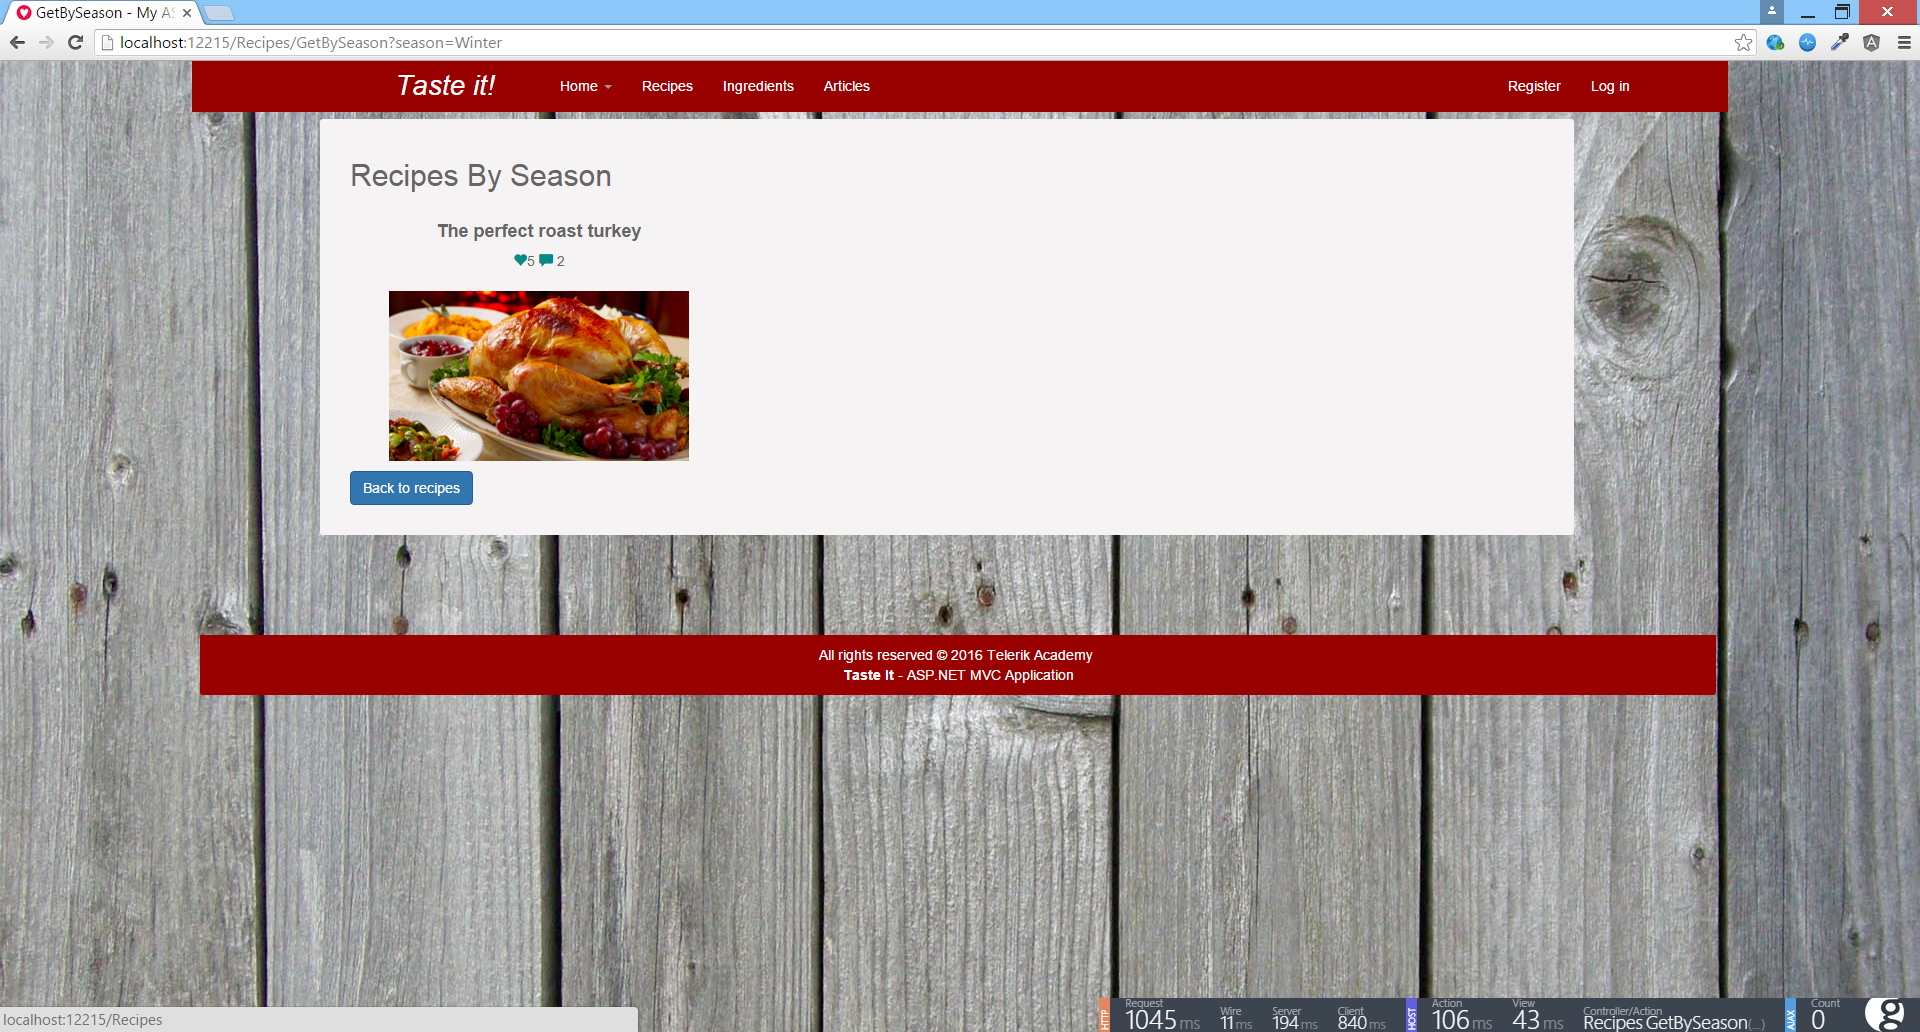 GetBySeason - My AS
localhost:12215/Recipes/GetBySeason?season=Winter
Taste it! Home Recipes Ingredients Articles Register Log in
Recipes By Season
The perfect roast turkey
5 2
Back to recipes
All rights reserved © 2016 Telerik Academy
Taste It - ASP.NET MVC Application
localhost:12215/Recipes
HTTP Request 1045 ms Wire 11 ms Server 194 ms Client 840 ms
HOST Action 106 ms View 43 ms Controller/Action Recipes.GetBySeason(...)
AJAX Count 0
g